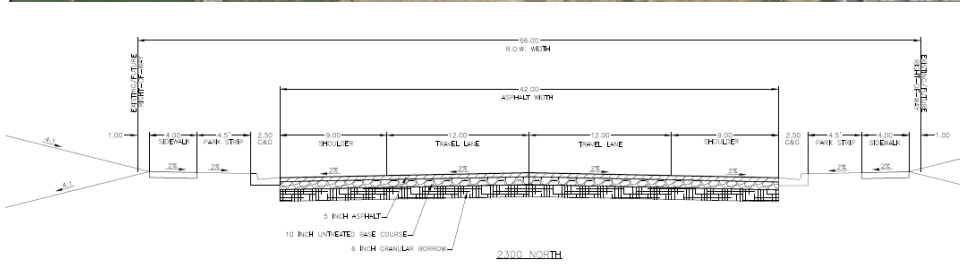 66.00
R.O.W. WIDTH
EXISTING/FUTURE
RIGHT-OF-WAY
EXISTING/FUTURE
RIGHT-OF-WAY
42.00
ASPHALT WIDTH
1.00
4.00
SIDEWALK
4.5'
PARK STRIP
2.50
C&G
9.00
SHOULDER
12.00
TRAVEL LANE
12.00
TRAVEL LANE
9.00
SHOULDER
2.50
C&G
4.5'
PARK STRIP
4.00
SIDEWALK
1.00
4:1
4:1
2%
2%
2%
2%
2%
2%
2%
2%
5 INCH ASPHALT
10 INCH UNTREATED BASE COURSE
6 INCH GRANULAR BORROW
2300 NORTH